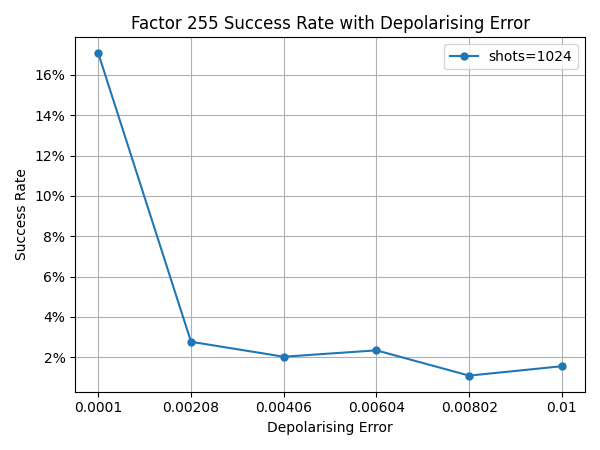 Factor 255 Success Rate with Depolarising Error
shots=1024
16%
14%
12%
10%
8%
6%
4%
2%
Success Rate
0.0001 0.00208 0.00406 0.00604 0.00802 0.01
Depolarising Error